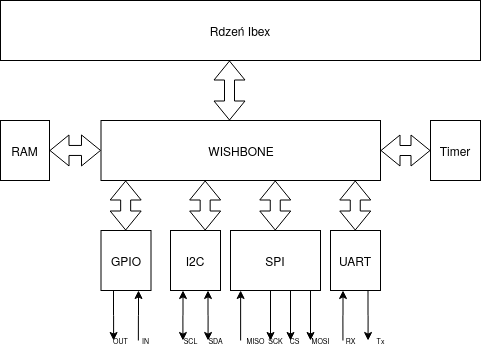 Rdzeń Ibex
RAM
WISHBONE
Timer
GPIO
I2C
SPI
UART
OUT
IN
SCL
SDA
MISO
SCK
CS
MOSI
RX
Tx